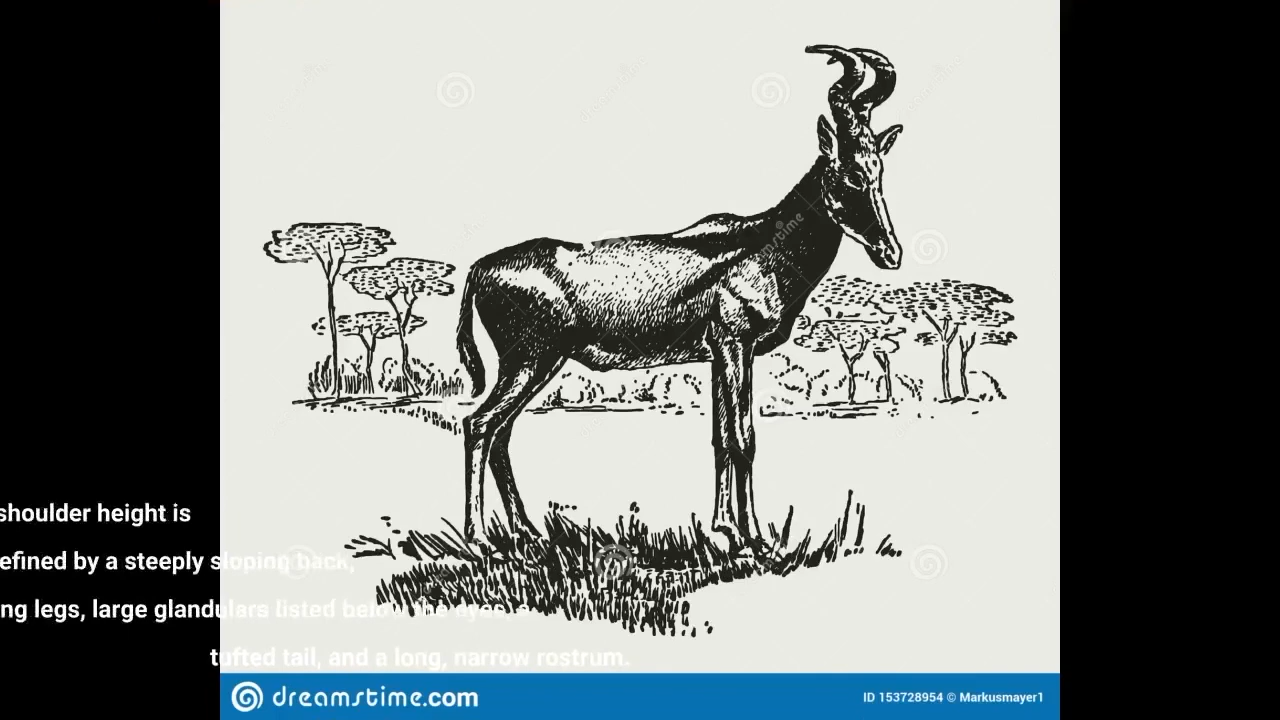 shoulder height is
efined by a steeply sloping back,
ng legs, large glandulars listed below the eyes, a
tufted tail, and a long, narrow rostrum.
dreamstime.com
ID 153728954 © Markusmayer1